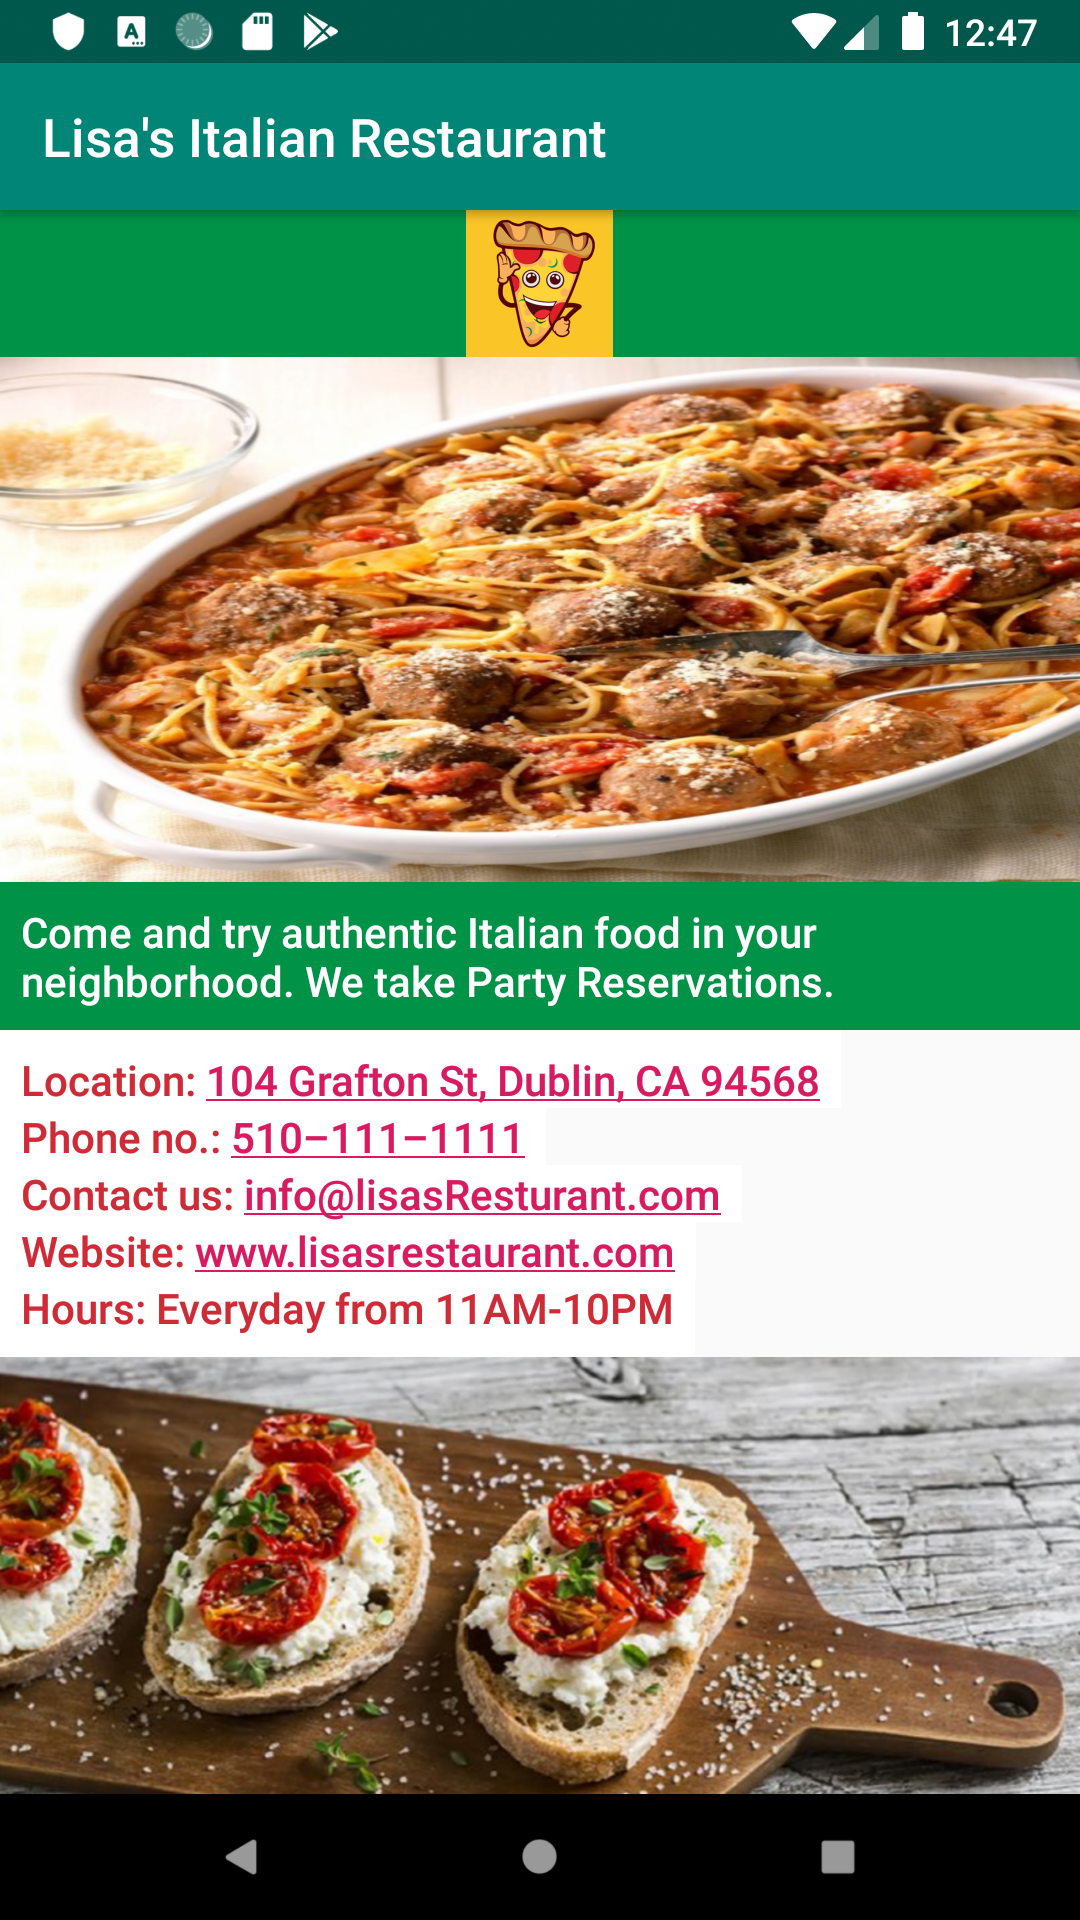 12:47
Lisa's Italian Restaurant
Come and try authentic Italian food in your
neighborhood. We take Party Reservations.
Location: 104 Grafton St, Dublin, CA 94568
Phone no.: 510–111–1111
Contact us: info@lisasResturant.com
Website: www.lisasrestaurant.com
Hours: Everyday from 11AM-10PM